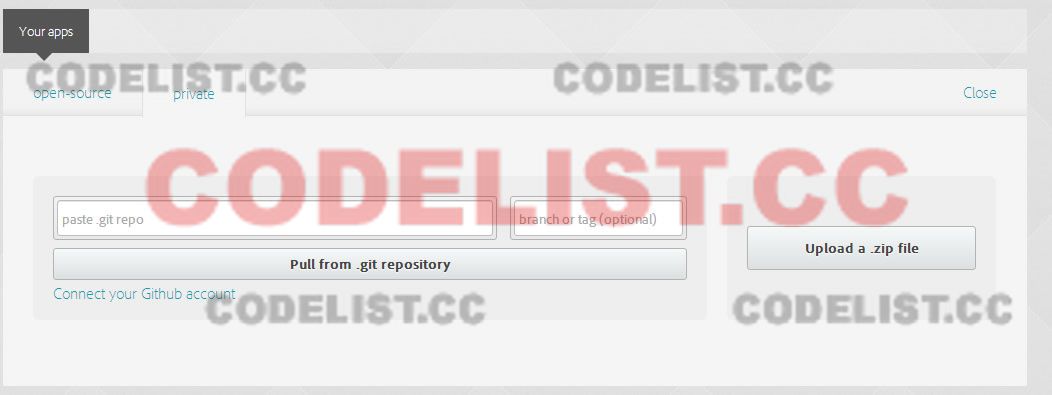 Your apps
CODELIST.CC
CODELIST.CC
open-source
private
Close
CODELIST.CC
paste .git repo
branch or tag (optional)
Upload a .zip file
Pull from .git repository
Connect your Github account
CODELIST.CC
CODELIST.CC